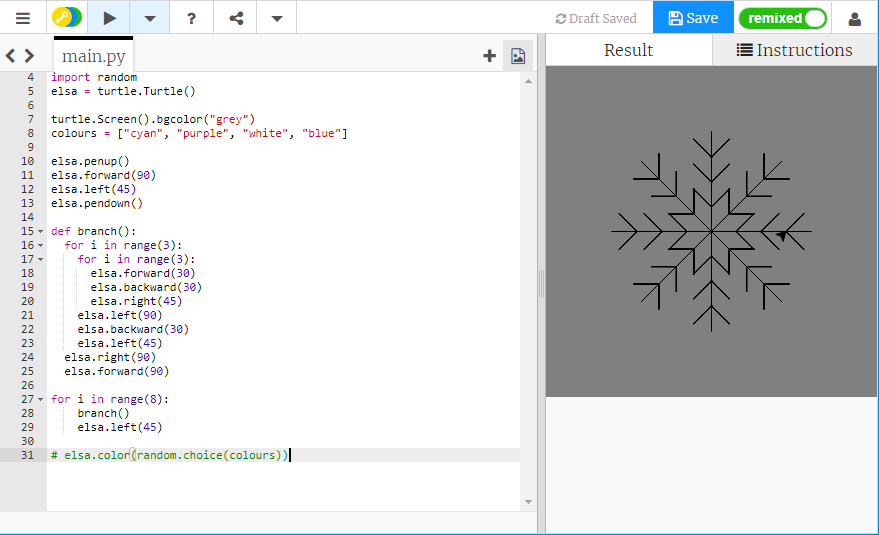 Draft Saved Save remixed
main.py
Result Instructions
4 import random
5 elsa = turtle.Turtle()
6
7 turtle.Screen().bgcolor("grey")
8 colours = ["cyan", "purple", "white", "blue"]
9
10 elsa.penup()
11 elsa.forward(90)
12 elsa.left(45)
13 elsa.pendown()
14
15 def branch():
16 for i in range(3):
17 for i in range(3):
18 elsa.forward(30)
19 elsa.backward(30)
20 elsa.right(45)
21 elsa.left(90)
22 elsa.backward(30)
23 elsa.left(45)
24 elsa.right(90)
25 elsa.forward(90)
26
27 for i in range(8):
28 branch()
29 elsa.left(45)
30
31 # elsa.color(random.choice(colours))